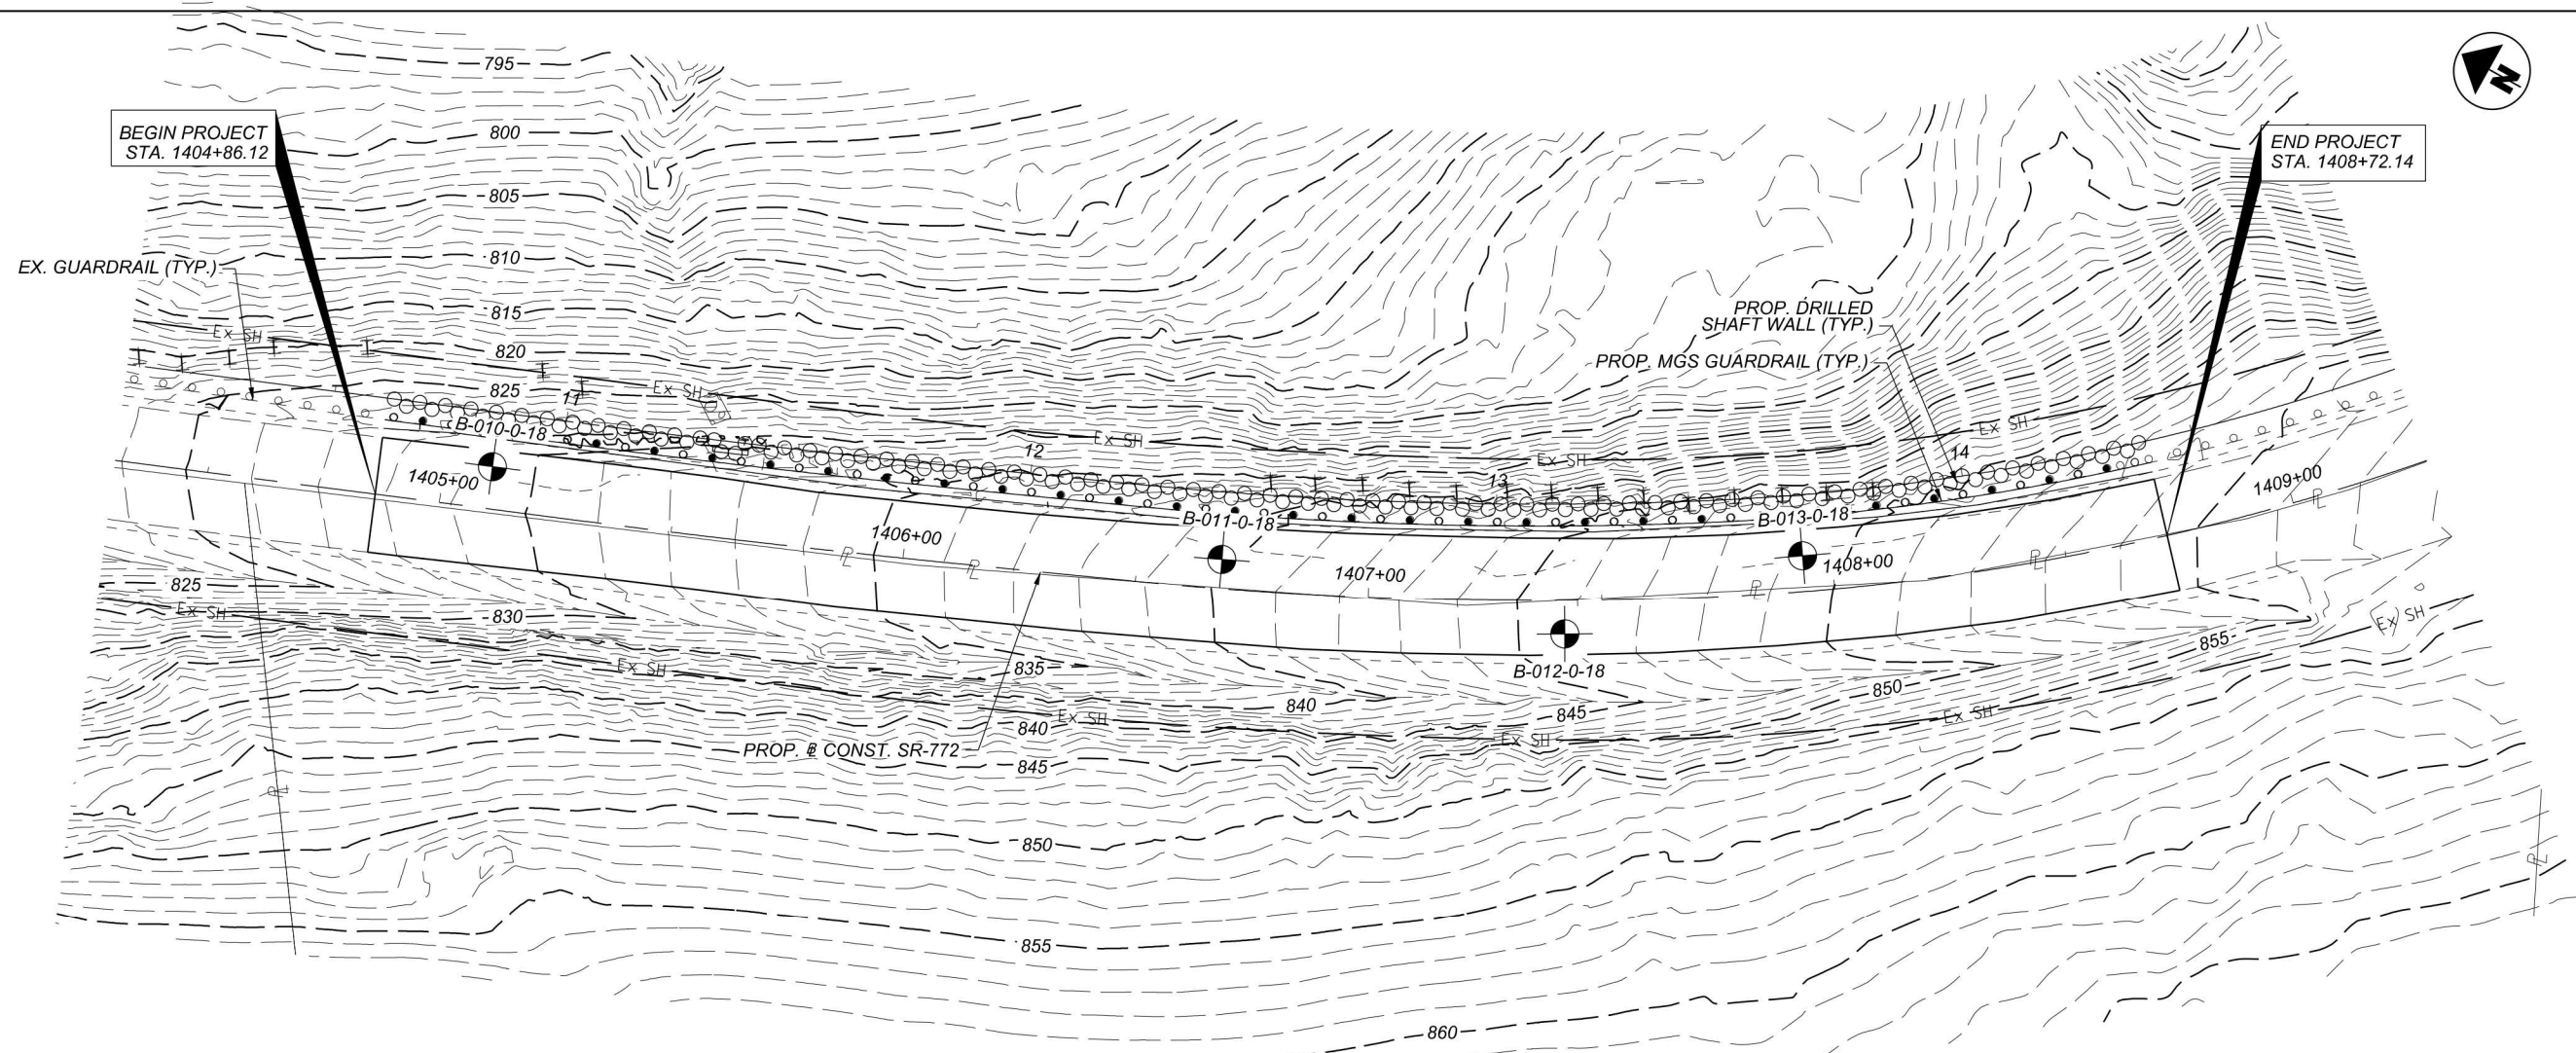 795
N
BEGIN PROJECT
STA. 1404+86.12
800
END PROJECT
STA. 1408+72.14
805
810
EX. GUARDRAIL (TYP.)
815
PROP. DRILLED
SHAFT WALL (TYP.)
Ex SH
820
PROP. MGS GUARDRAIL (TYP.)
825
Ex SH
11
B-010-0-18
Ex SH
12
Ex SH
Ex SH
14
13
1405+00
1409+00
B-011-0-18
B-013-0-18
1406+00
1407+00
1408+00
825
Ex SH
830
Ex SH
Ex SH
835
B-012-0-18
855
850
840
845
840
Ex SH
Ex SH
Ex SH
PROP. ℄ CONST. SR-772
845
850
855
860